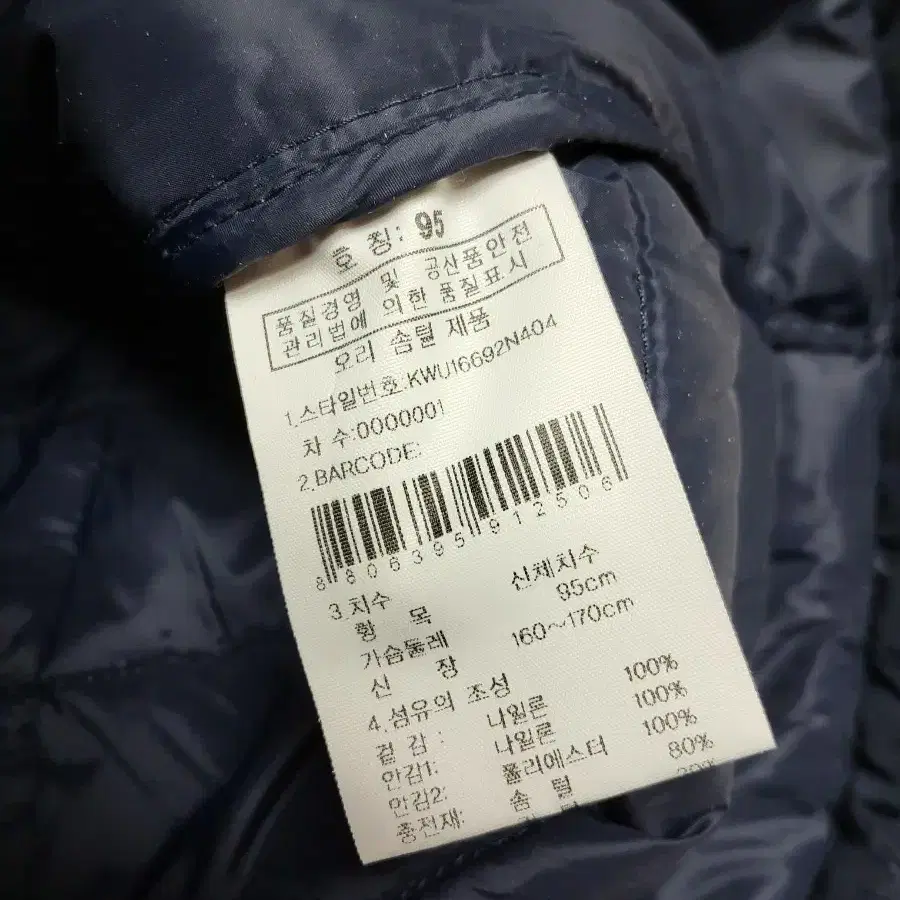 호 칭: 95
품질경영 및 공산품안전
관리법에 의한 품질표시
오리 솜털 제품
1.스타일번호:KWU16692N404
차 수:0000001
2.BARCODE:
8806395912506
3.치수
항 목 신체치수
가슴둘레 95cm
신 장 160~170cm
4.섬유의 조성
겉 감 : 나일론 100%
안감1: 나일론 100%
안감2: 폴리에스터 100%
충전재: 솜 털 80%